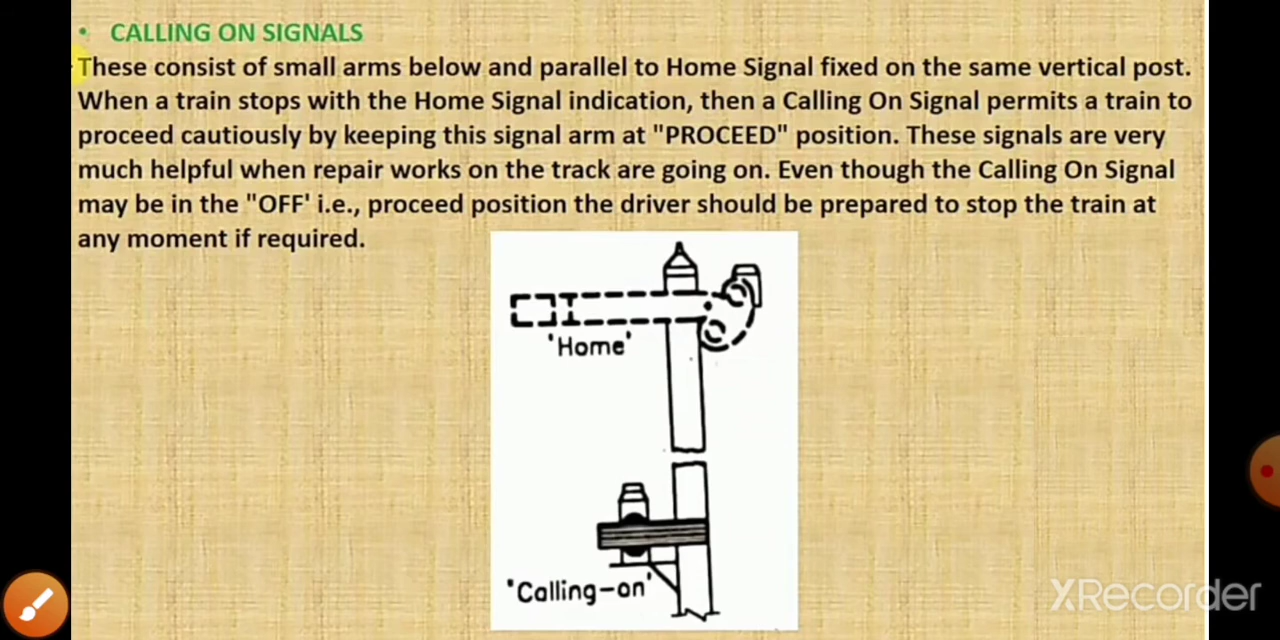 • CALLING ON SIGNALS
These consist of small arms below and parallel to Home Signal fixed on the same vertical post.
When a train stops with the Home Signal indication, then a Calling On Signal permits a train to
proceed cautiously by keeping this signal arm at "PROCEED" position. These signals are very
much helpful when repair works on the track are going on. Even though the Calling On Signal
may be in the "OFF' i.e., proceed position the driver should be prepared to stop the train at
any moment if required.
'Home'
'Calling-on'
XRecorder